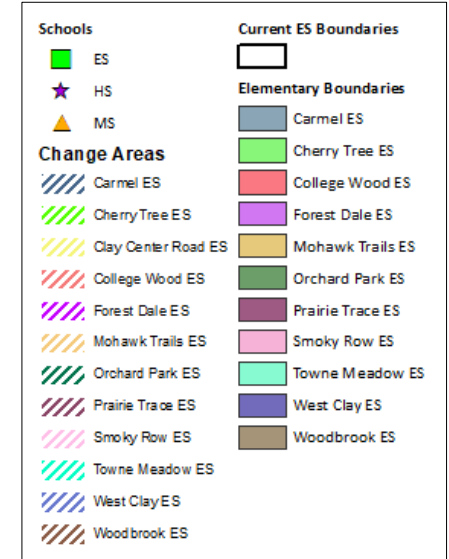 Schools
ES
HS
MS
Change Areas
Carmel ES
Cherry Tree ES
Clay Center Road ES
College Wood ES
Forest Dale ES
Mohawk Trails ES
Orchard Park ES
Prairie Trace ES
Smoky Row ES
Towne Meadow ES
West Clay ES
Woodbrook ES
Current ES Boundaries
Elementary Boundaries
Carmel ES
Cherry Tree ES
College Wood ES
Forest Dale ES
Mohawk Trails ES
Orchard Park ES
Prairie Trace ES
Smoky Row ES
Towne Meadow ES
West Clay ES
Woodbrook ES